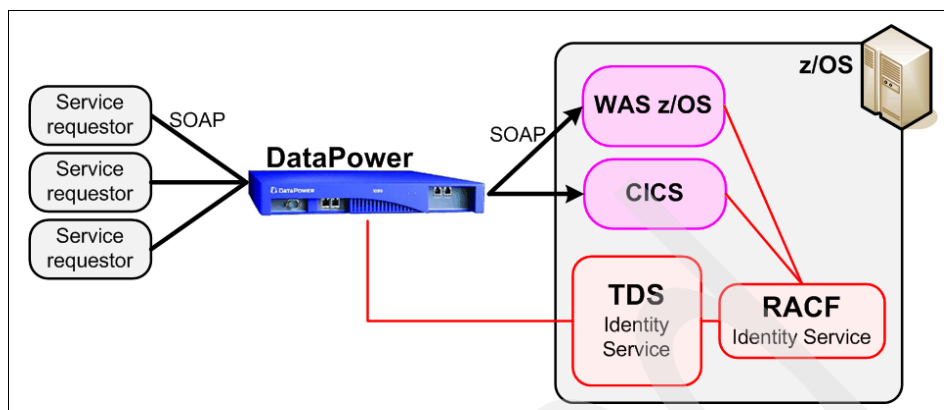 Service
requestor
Service
requestor
Service
requestor
SOAP
DataPower
DATAPOWER
SOAP
z/OS
WAS z/OS
CICS
TDS
Identity
Service
RACF
Identity Service